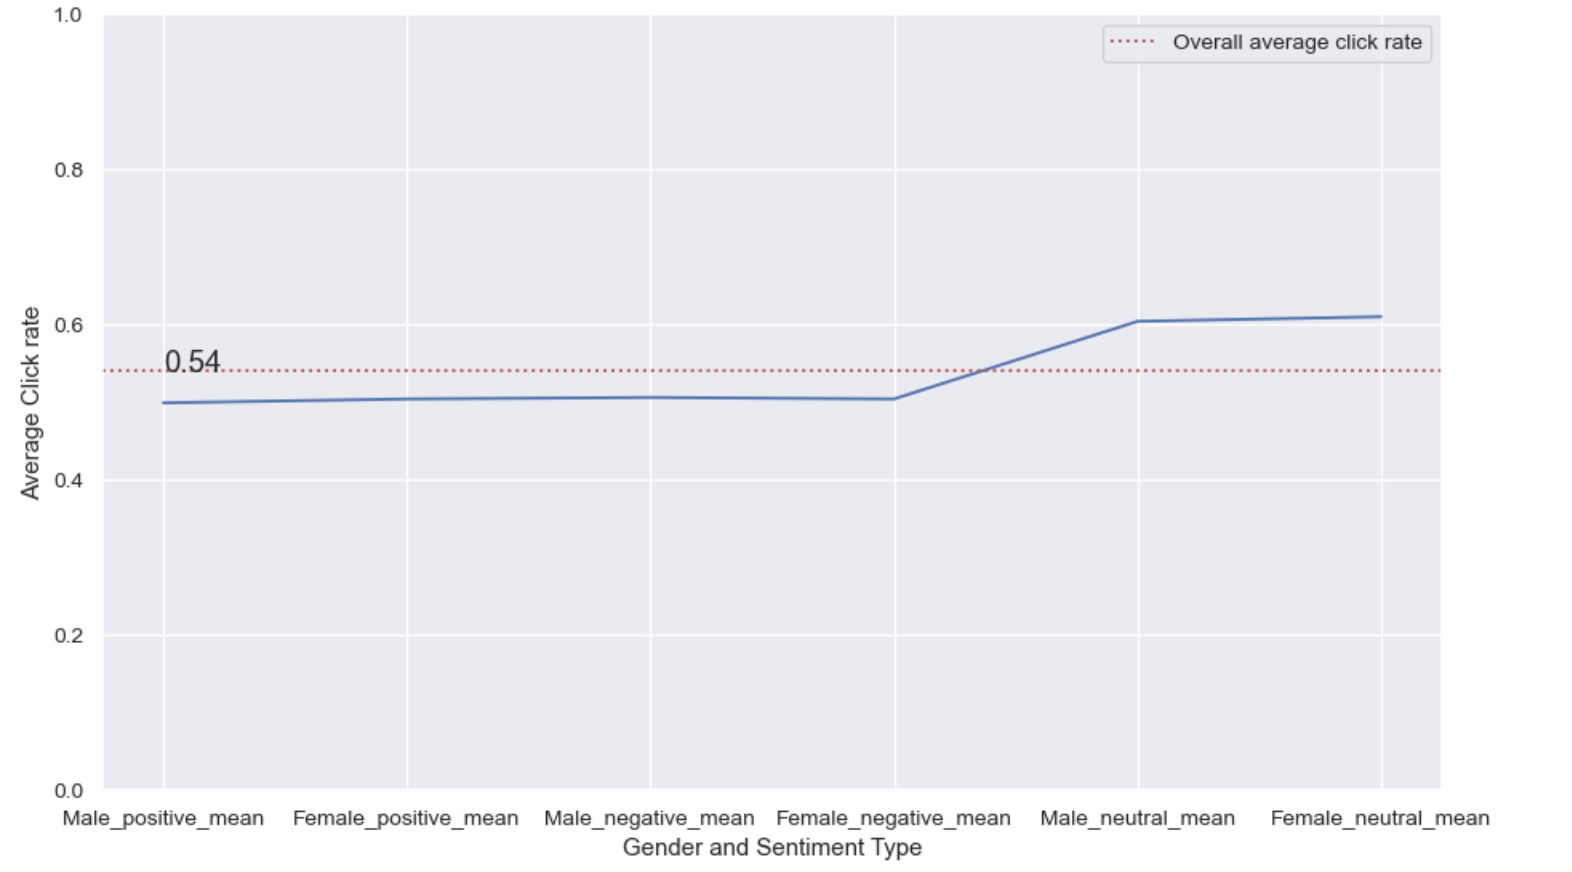 1.0
Overall average click rate
0.8
0.6
0.54
0.4
0.2
0.0
Average Click rate
Male_positive_mean Female_positive_mean Male_negative_mean Female_negative_mean Male_neutral_mean Female_neutral_mean
Gender and Sentiment Type